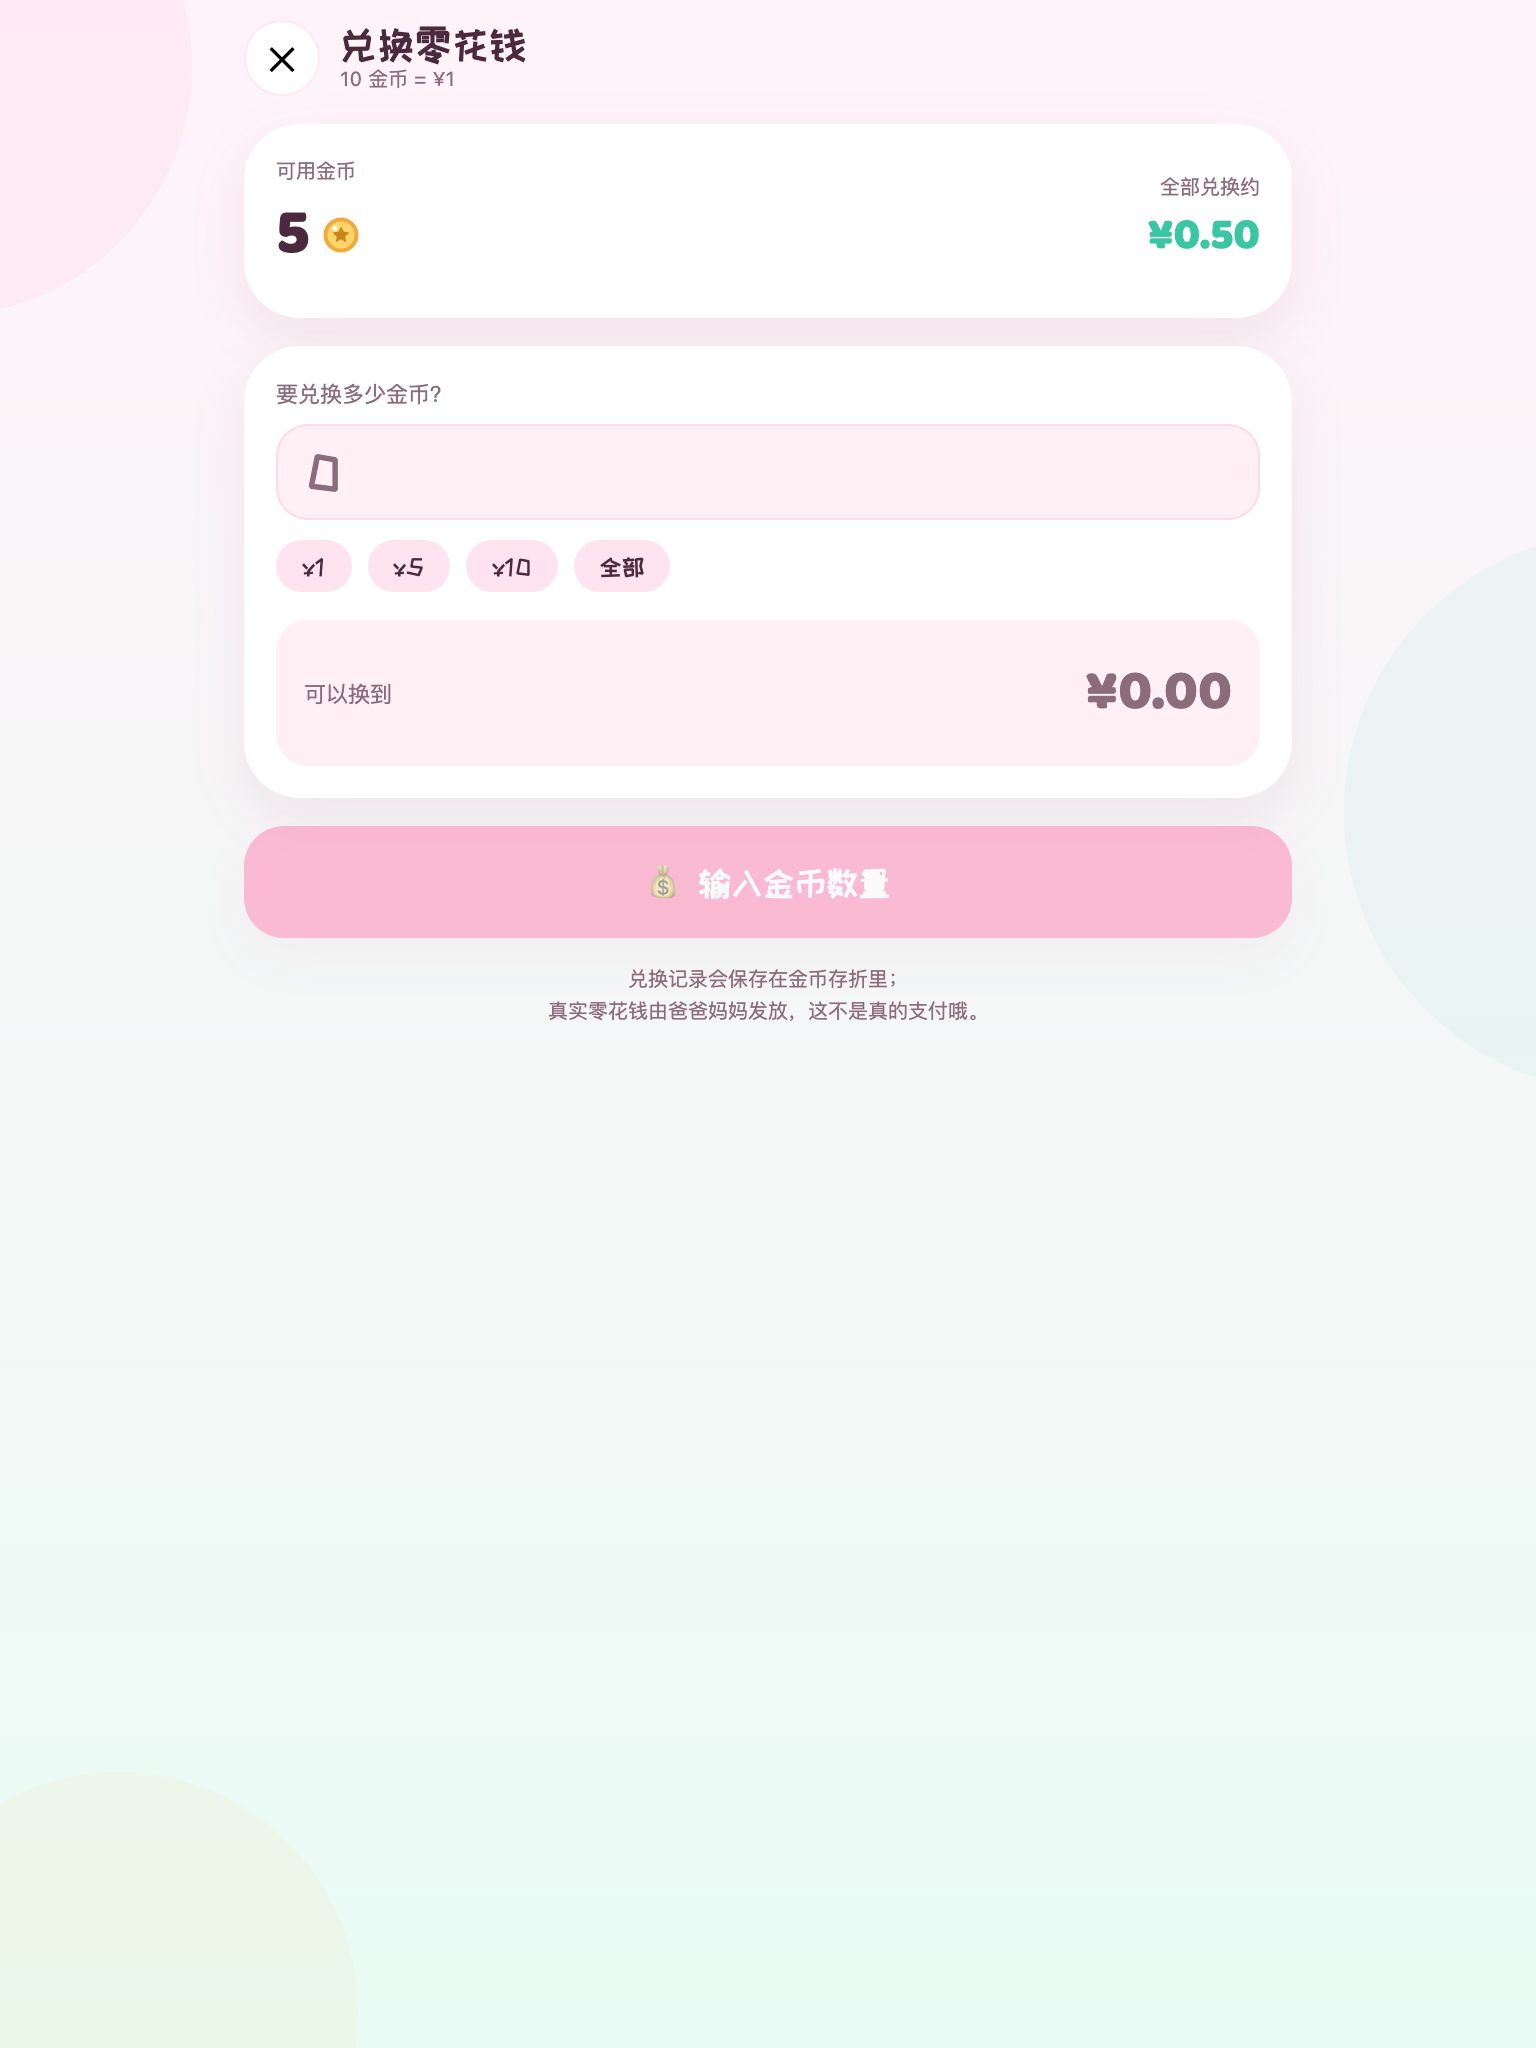 兑换零花钱
10 金币 = ¥1
可用金币
5
全部兑换约
¥0.50
要兑换多少金币?
0
¥1
¥5
¥10
全部
可以换到
¥0.00
输入金币数量
兑换记录会保存在金币存折里；
真实零花钱由爸爸妈妈发放，这不是真的支付哦。